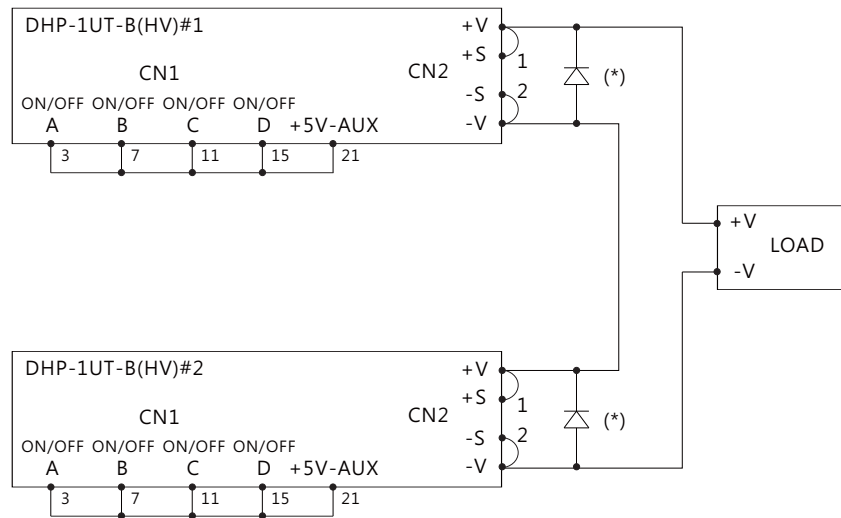 DHP-1UT-B(HV)#1
+V
+S
1
CN1
CN2
(*)
-S
2
ON/OFF ON/OFF ON/OFF ON/OFF
A B C D +5V-AUX
-V
3 7 11 15 21
+V
LOAD
-V
DHP-1UT-B(HV)#2
+V
+S
1
CN1
CN2
(*)
-S
2
ON/OFF ON/OFF ON/OFF ON/OFF
A B C D +5V-AUX
-V
3 7 11 15 21